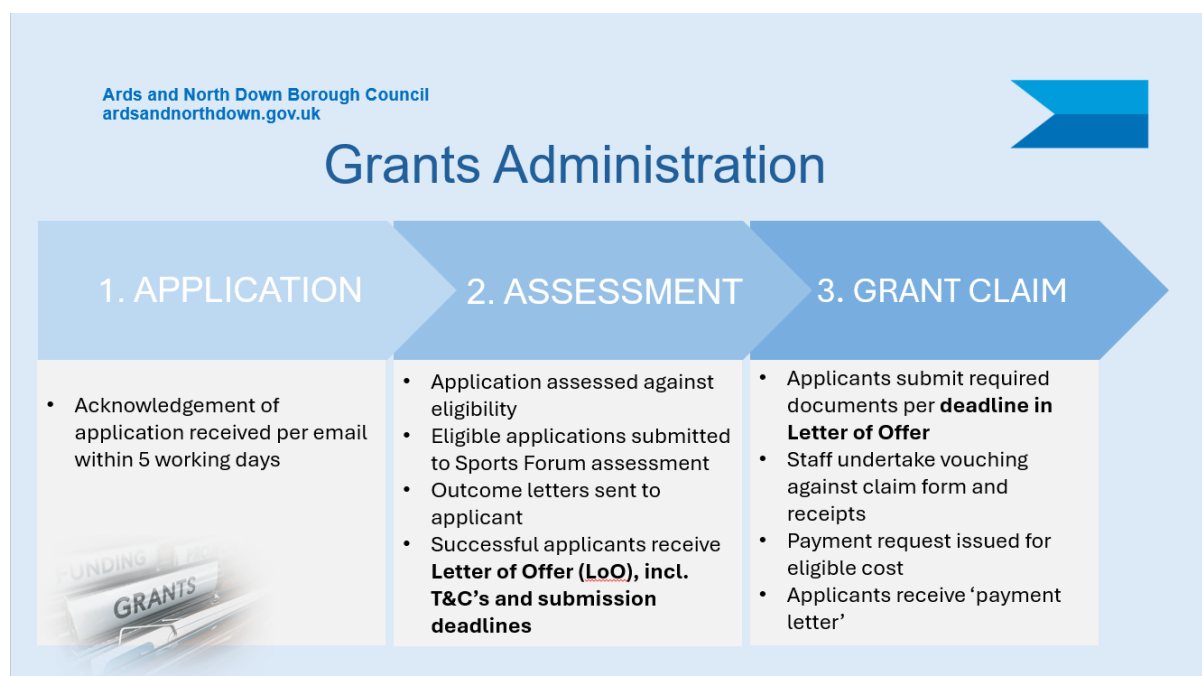 Ards and North Down Borough Council
ardsandnorthdown.gov.uk
Grants Administration
1. APPLICATION
• Acknowledgement of
application received per email
within 5 working days
FUNDING
GRANTS
2. ASSESSMENT
• Application assessed against
eligibility
• Eligible applications submitted
to Sports Forum assessment
• Outcome letters sent to
applicant
• Successful applicants receive
Letter of Offer (LoO), incl.
T&C’s and submission
deadlines
3. GRANT CLAIM
• Applicants submit required
documents per deadline in
Letter of Offer
• Staff undertake vouching
against claim form and
receipts
• Payment request issued for
eligible cost
• Applicants receive ‘payment
letter’